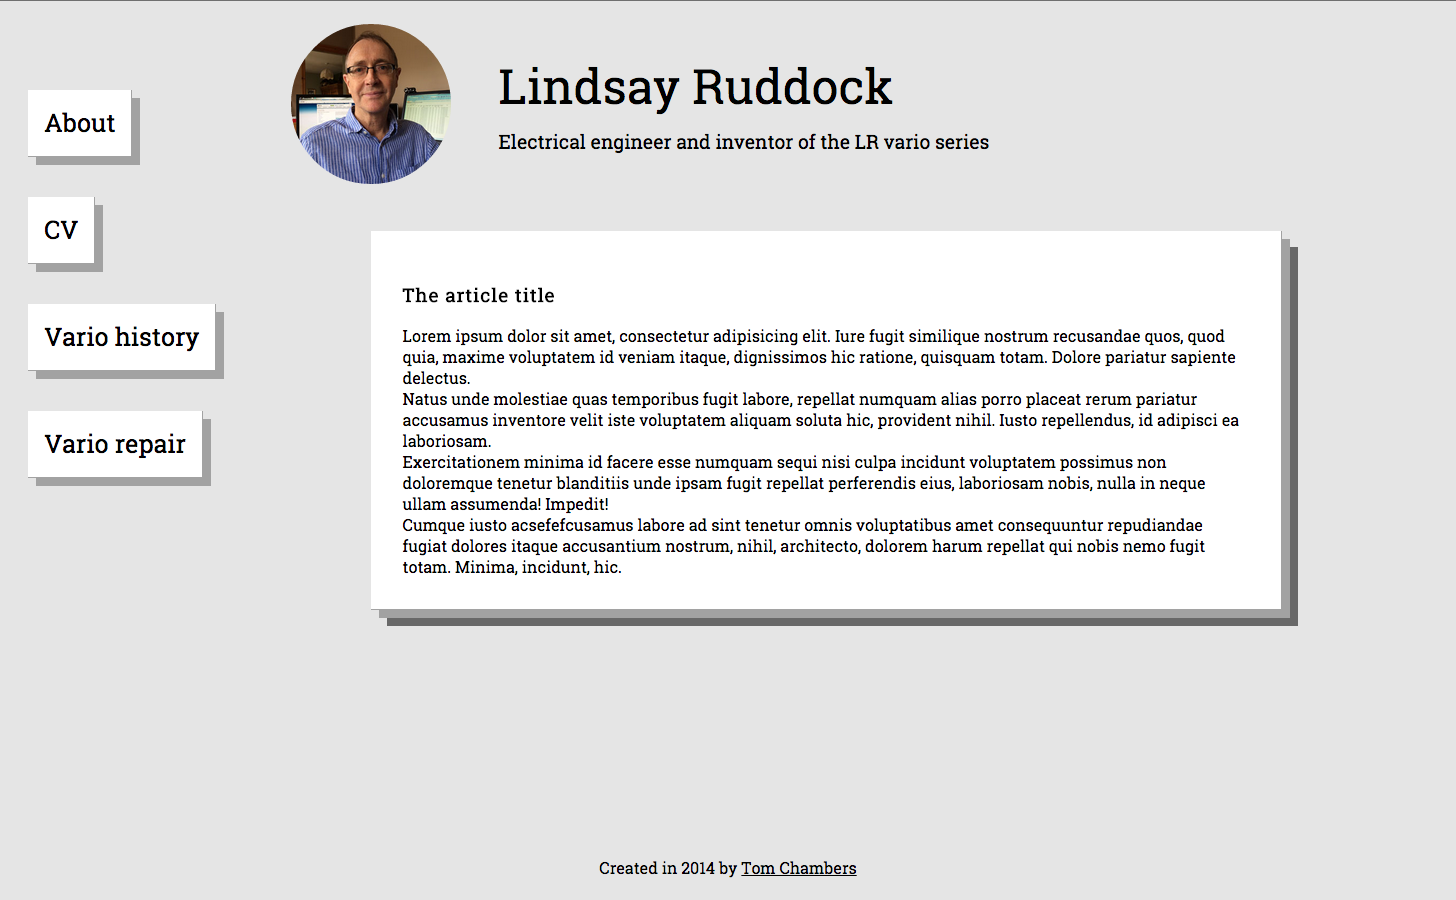 Lindsay Ruddock
Electrical engineer and inventor of the LR vario series
About
CV
Vario history
Vario repair
The article title
Lorem ipsum dolor sit amet, consectetur adipisicing elit. Iure fugit similique nostrum recusandae quos, quod
quia, maxime voluptatem id veniam itaque, dignissimos hic ratione, quisquam totam. Dolore pariatur sapiente
delectus.
Natus unde molestiae quas temporibus fugit labore, repellat numquam alias porro placeat rerum pariatur
accusamus inventore velit iste voluptatem aliquam soluta hic, provident nihil. Iusto repellendus, id adipisci ea
laboriosam.
Exercitationem minima id facere esse numquam sequi nisi culpa incidunt voluptatem possimus non
doloremque tenetur blanditiis unde ipsam fugit repellat perferendis eius, laboriosam nobis, nulla in neque
ullam assumenda! Impedit!
Cumque iusto acsefefcusamus labore ad sint tenetur omnis voluptatibus amet consequuntur repudiandae
fugiat dolores itaque accusantium nostrum, nihil, architecto, dolorem harum repellat qui nobis nemo fugit
totam. Minima, incidunt, hic.
Created in 2014 by Tom Chambers